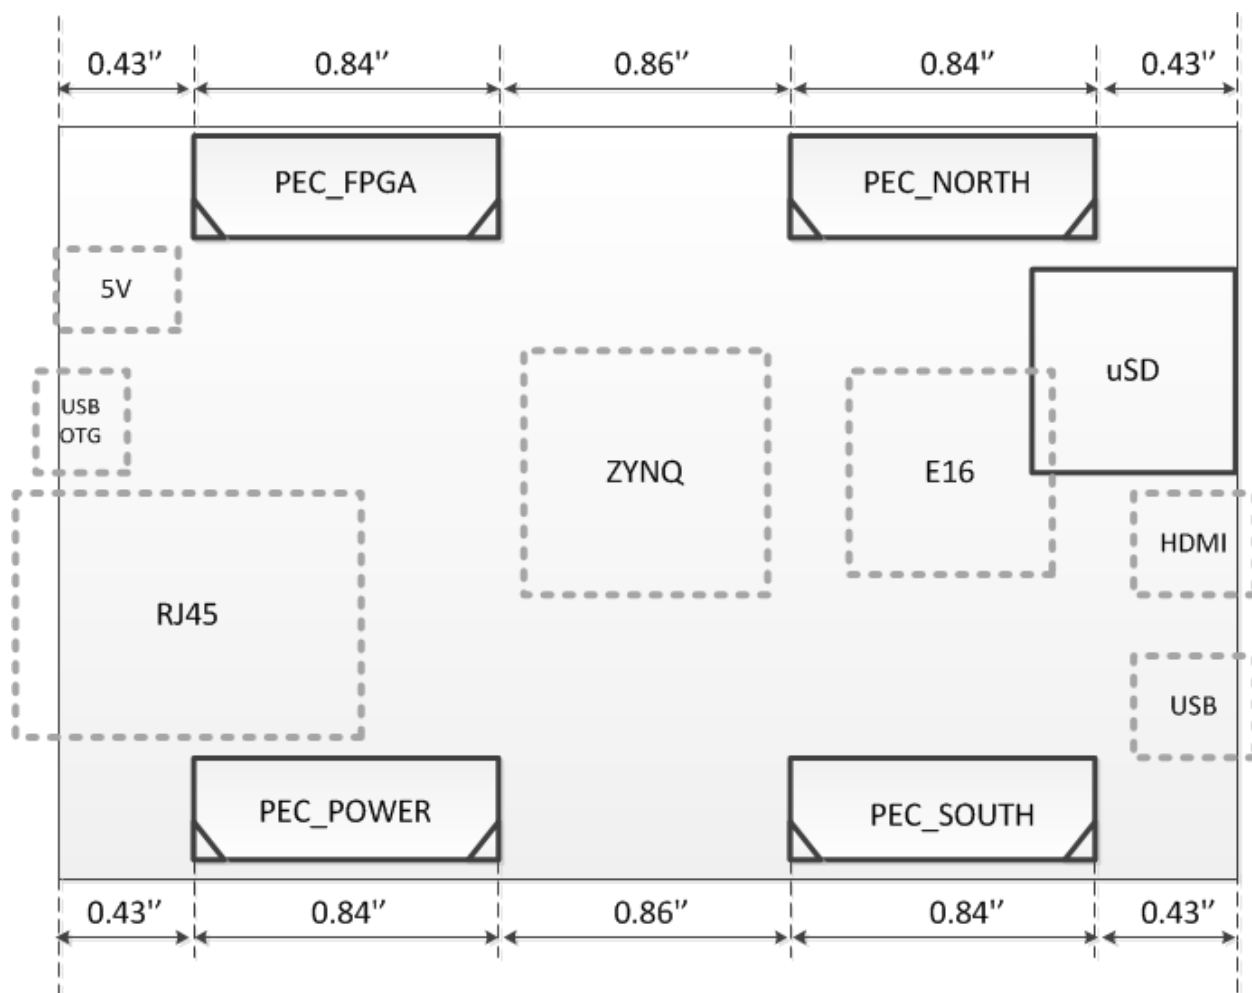 0.43″ 0.84″ 0.86″ 0.84″ 0.43″
PEC_FPGA PEC_NORTH
5V
uSD
USB
OTG
ZYNQ E16
HDMI
RJ45
USB
PEC_POWER PEC_SOUTH
0.43″ 0.84″ 0.86″ 0.84″ 0.43″